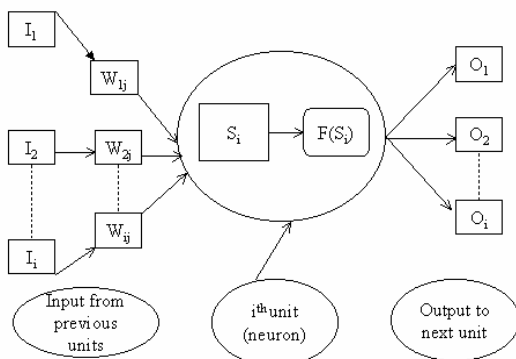 I₁
W₁ⱼ
O₁
Sᵢ
F(Sᵢ)
I₂
W₂ⱼ
O₂
Wᵢⱼ
Oᵢ
Iᵢ
Input from
previous
units
iᵗʰ unit
(neuron)
Output to
next unit